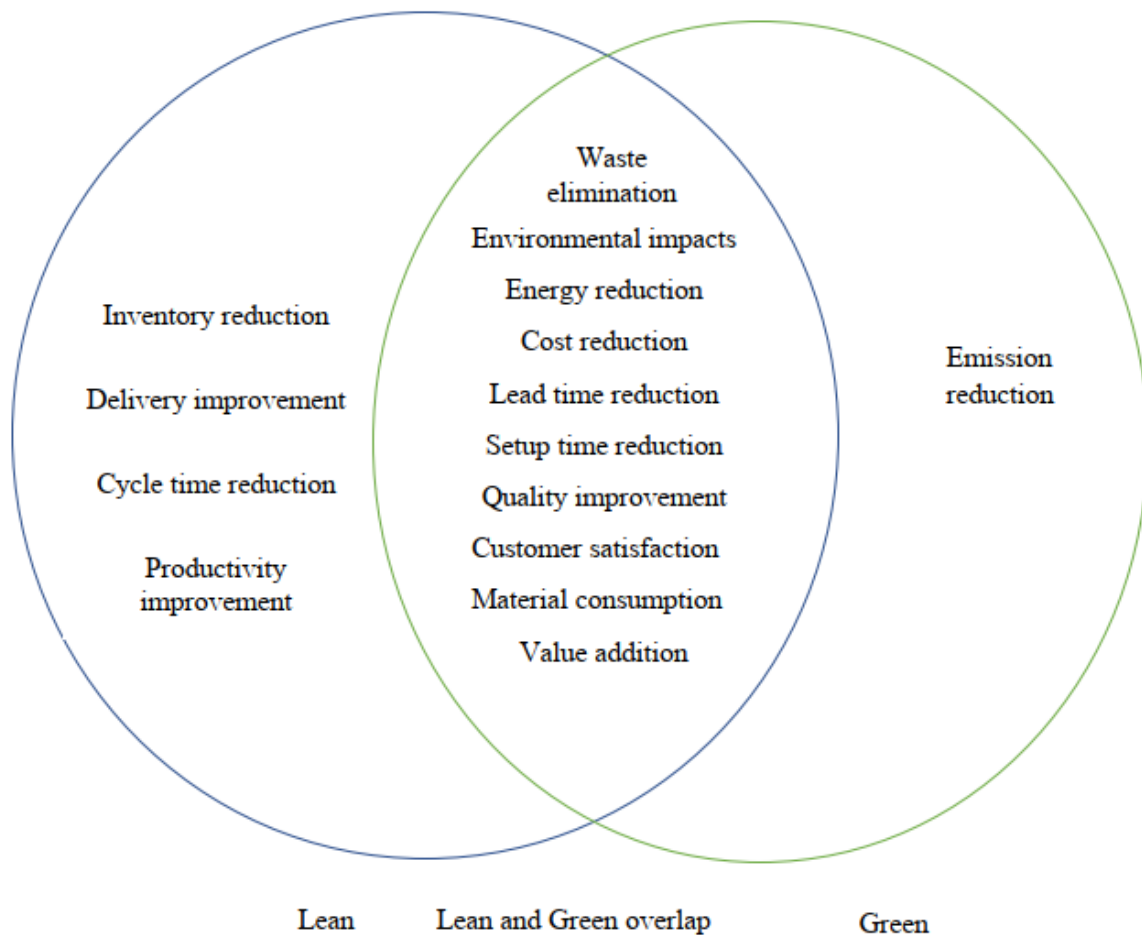 Inventory reduction
Delivery improvement
Cycle time reduction
Productivity
improvement
Waste
elimination
Environmental impacts
Energy reduction
Cost reduction
Lead time reduction
Setup time reduction
Quality improvement
Customer satisfaction
Material consumption
Value addition
Emission
reduction
Lean
Lean and Green overlap
Green